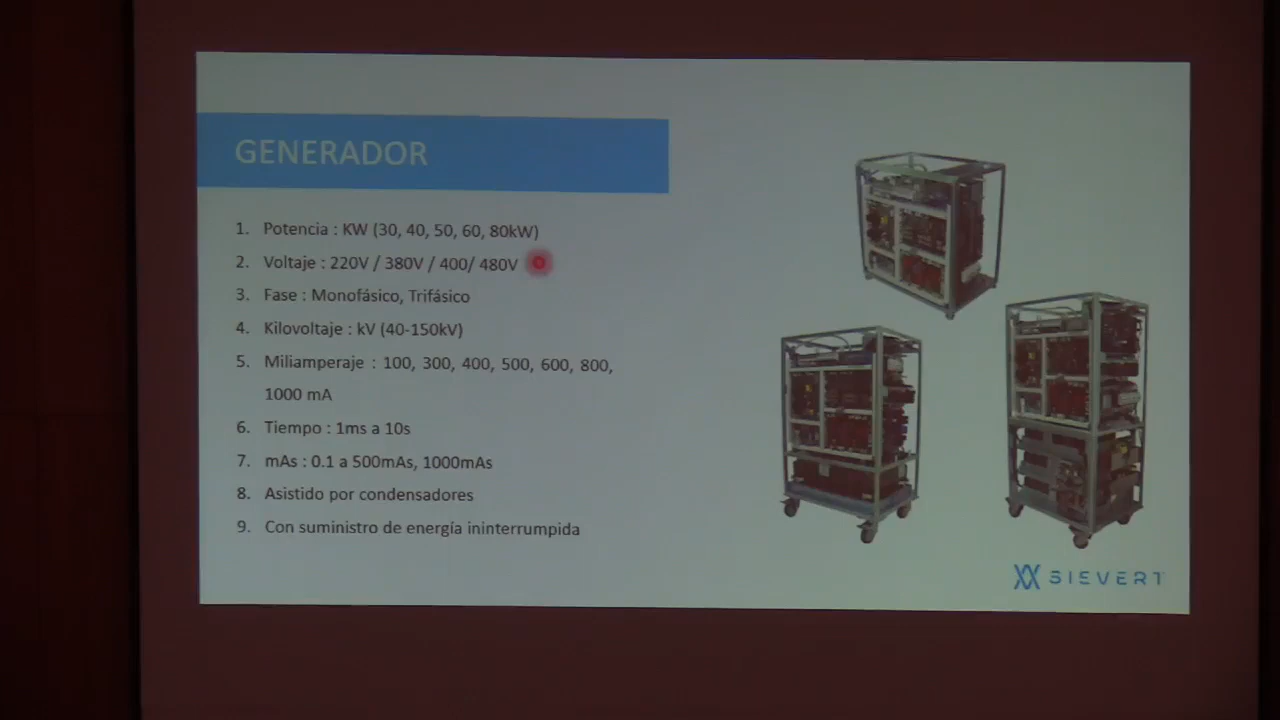 GENERADOR
1. Potencia : KW (30, 40, 50, 60, 80kW)
2. Voltaje : 220V / 380V / 400/ 480V
3. Fase : Monofásico, Trifásico
4. Kilovoltaje : kV (40-150kV)
5. Miliamperaje : 100, 300, 400, 500, 600, 800,
1000 mA
6. Tiempo : 1ms a 10s
7. mAs : 0.1 a 500mAs, 1000mAs
8. Asistido por condensadores
9. Con suministro de energía ininterrumpida
SIEVERT